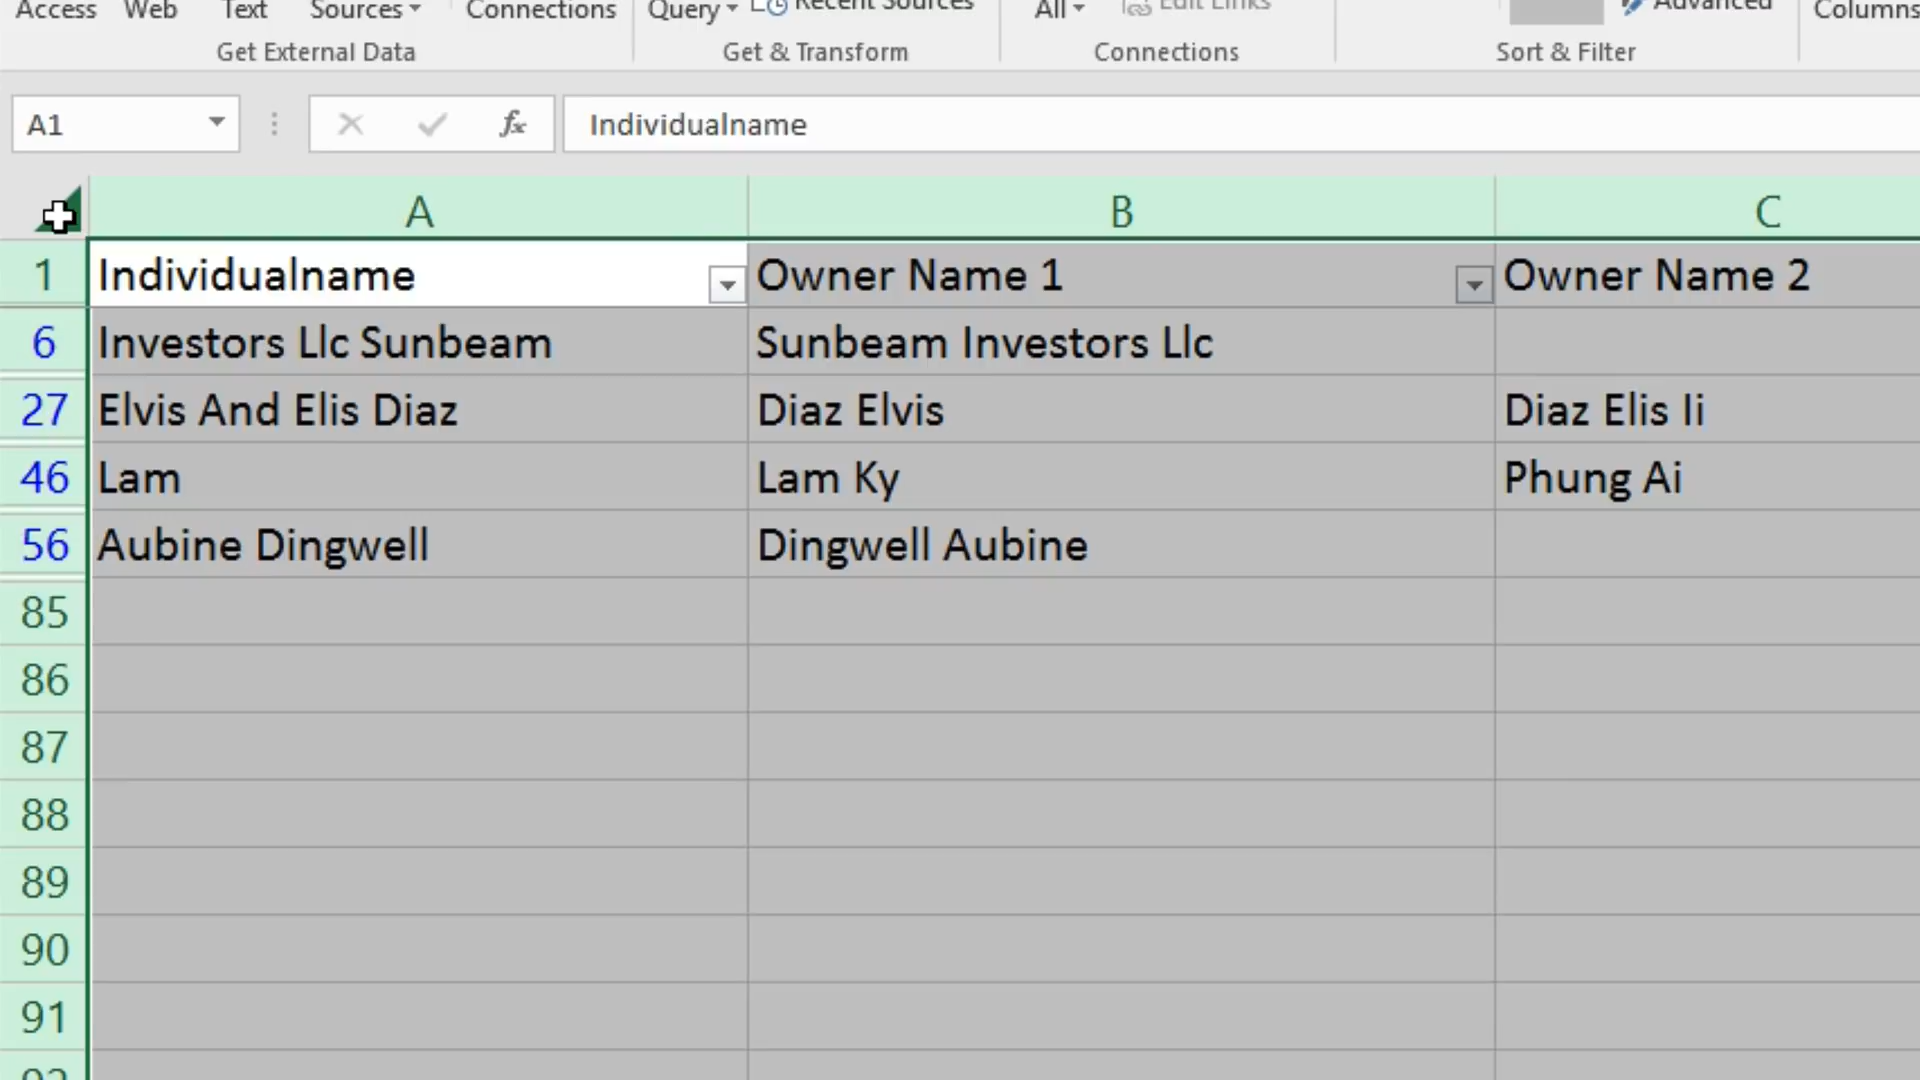 Access Web Text Sources Connections Query Recent Sources All Edit Links Advanced Columns
Get External Data Get & Transform Connections Sort & Filter
A1 fx Individualname
A B C
1 Individualname Owner Name 1 Owner Name 2
6 Investors Llc Sunbeam Sunbeam Investors Llc
27 Elvis And Elis Diaz Diaz Elvis Diaz Elis Ii
46 Lam Lam Ky Phung Ai
56 Aubine Dingwell Dingwell Aubine
85
86
87
88
89
90
91
92